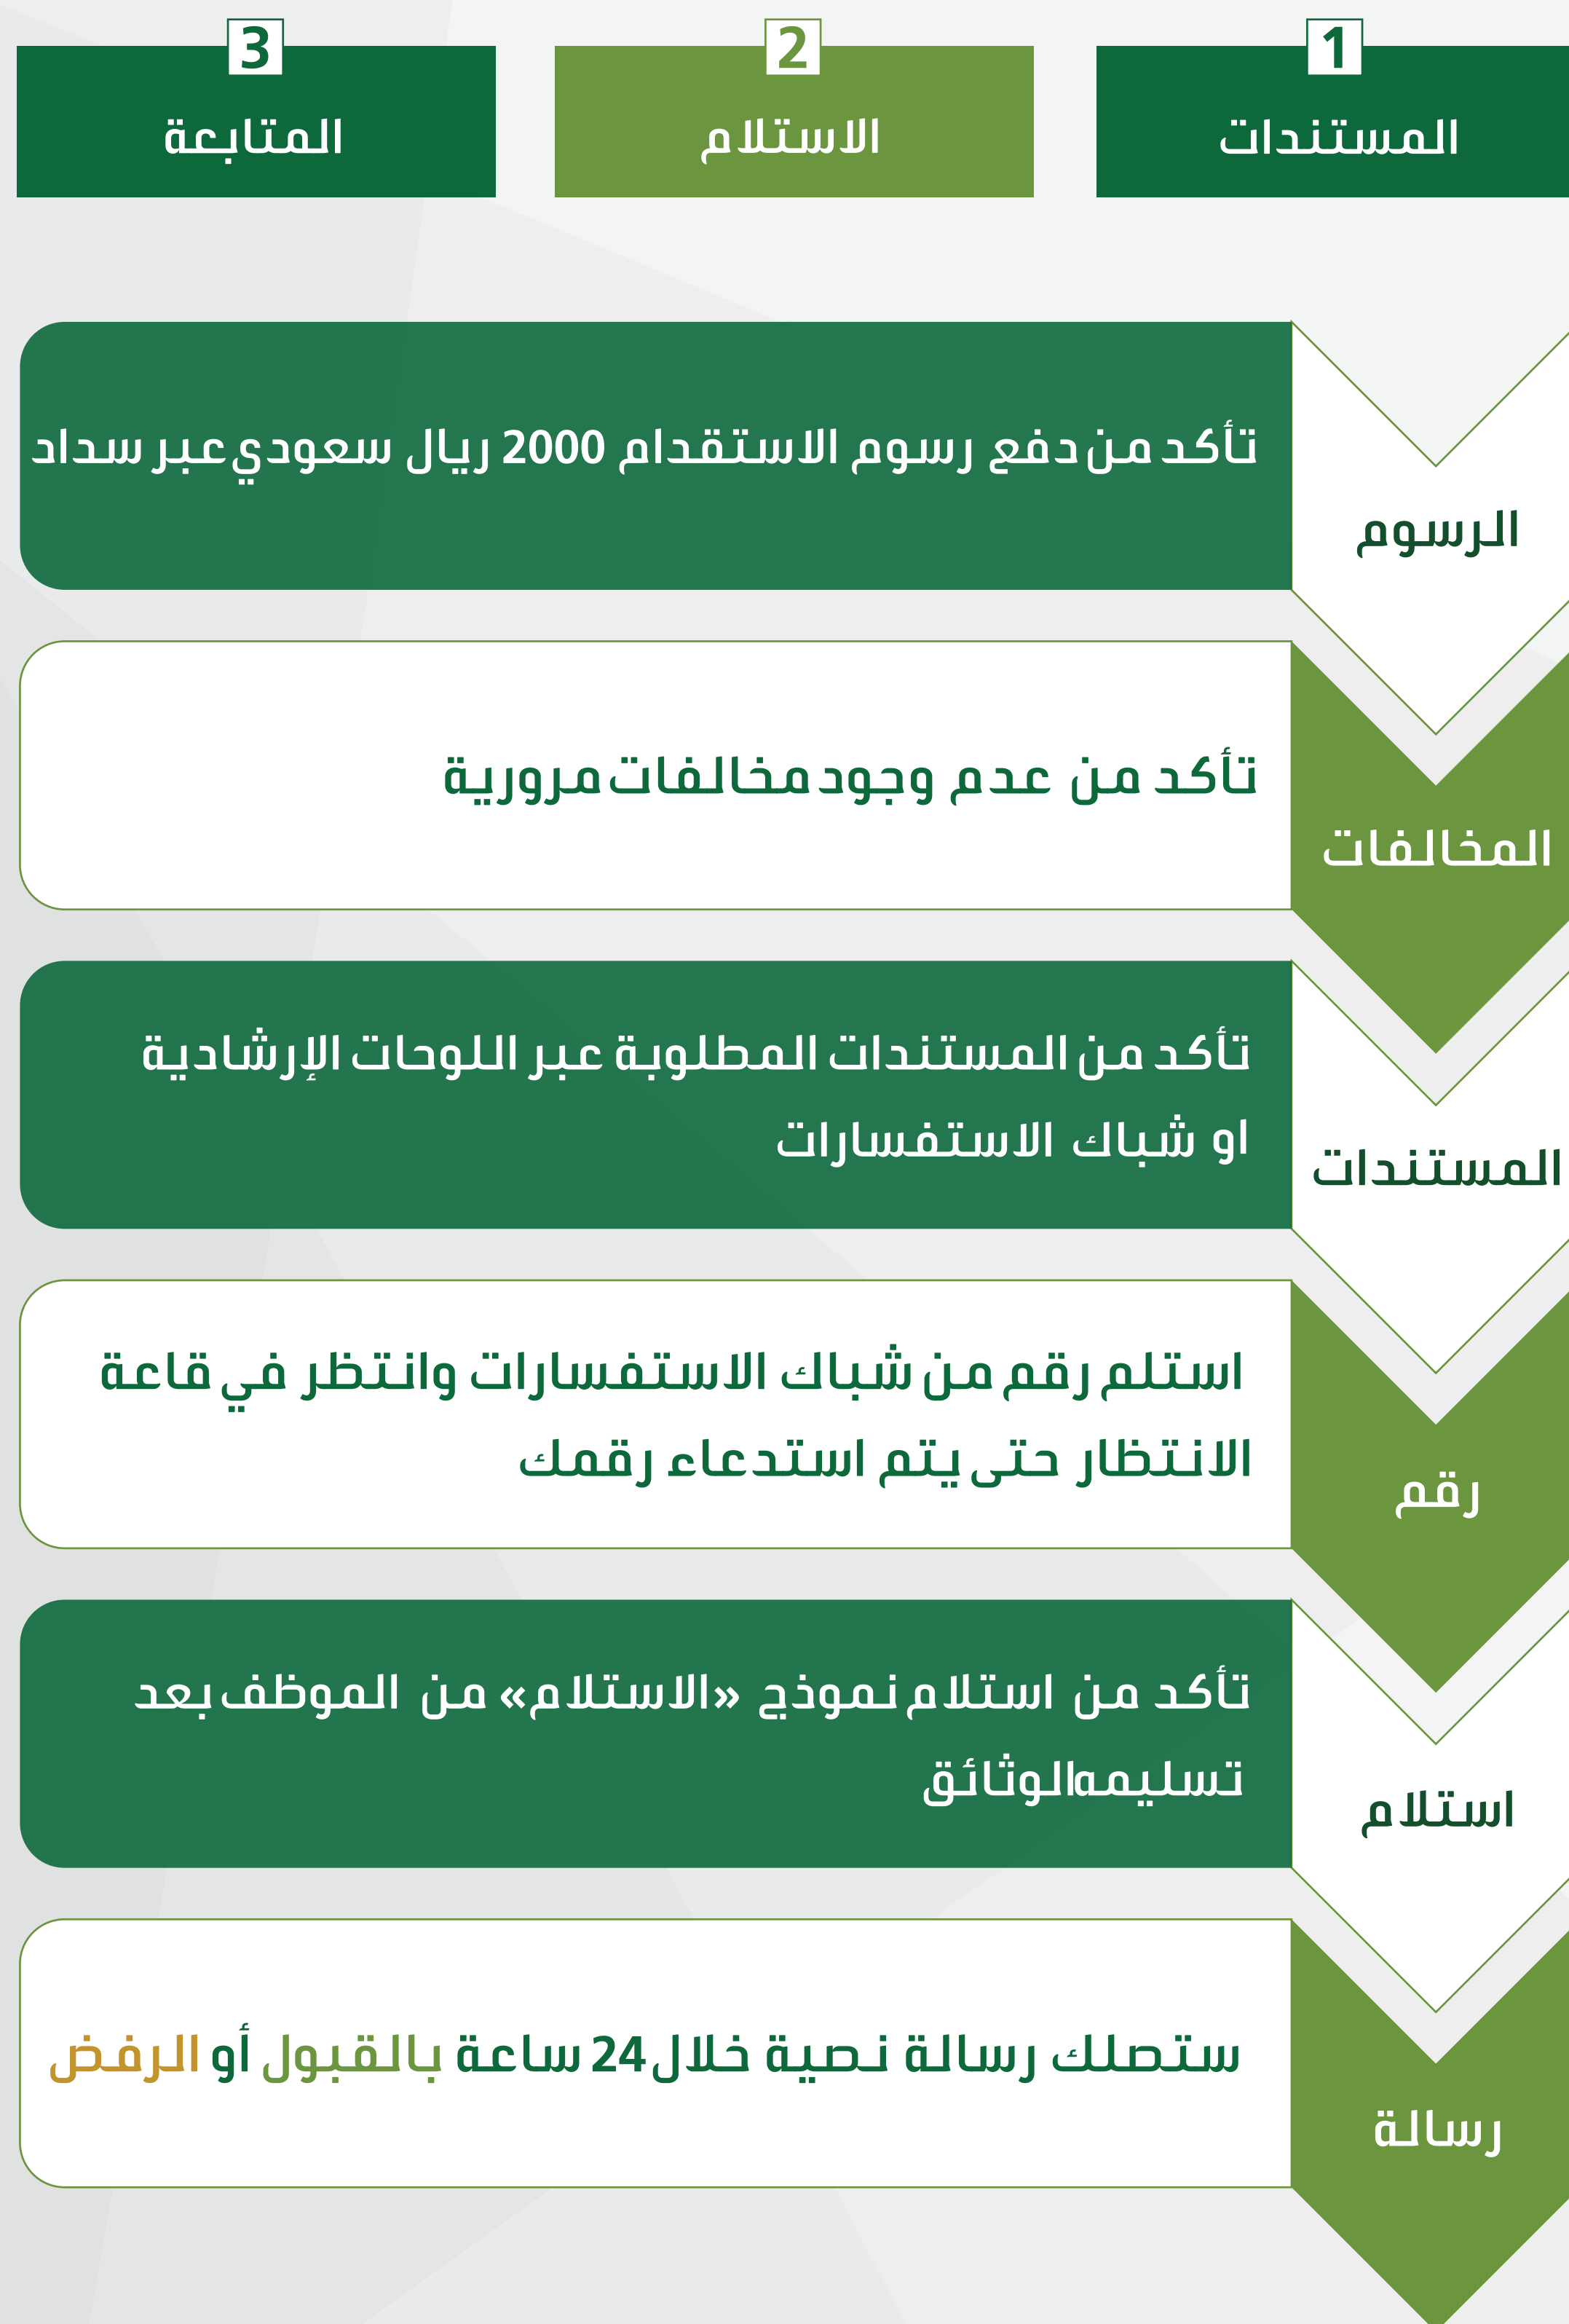 1
المستندات
2
الاستلام
3
المتابعة
الرسوم
تأكد من دفع رسوم الاستقدام 2000 ريال سعودي عبر سداد
المخالفات
تأكد من عدم وجود مخالفات مرورية
المستندات
تأكد من المستندات المطلوبة عبر اللوحات الإرشادية
او شباك الاستفسارات
رقم
استلم رقم من شباك الاستفسارات وانتظر في قاعة
الانتظار حتى يتم استدعاء رقمك
استلام
تأكد من استلام نموذج «الاستلام» من الموظف بعد
تسليمه الوثائق
رسالة
ستصلك رسالة نصية خلال 24 ساعة بالقبول أو الرفض